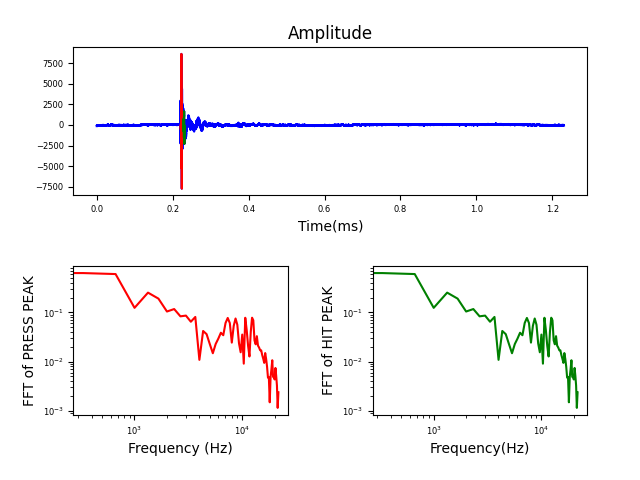 Amplitude
7500
5000
2500
0
−2500
−5000
−7500
0.0 0.2 0.4 0.6 0.8 1.0 1.2
Time(ms)
FFT of PRESS PEAK
10⁻¹
10⁻²
10⁻³
10³ 10⁴
Frequency (Hz)
FFT of HIT PEAK
10⁻¹
10⁻²
10⁻³
10³ 10⁴
Frequency(Hz)